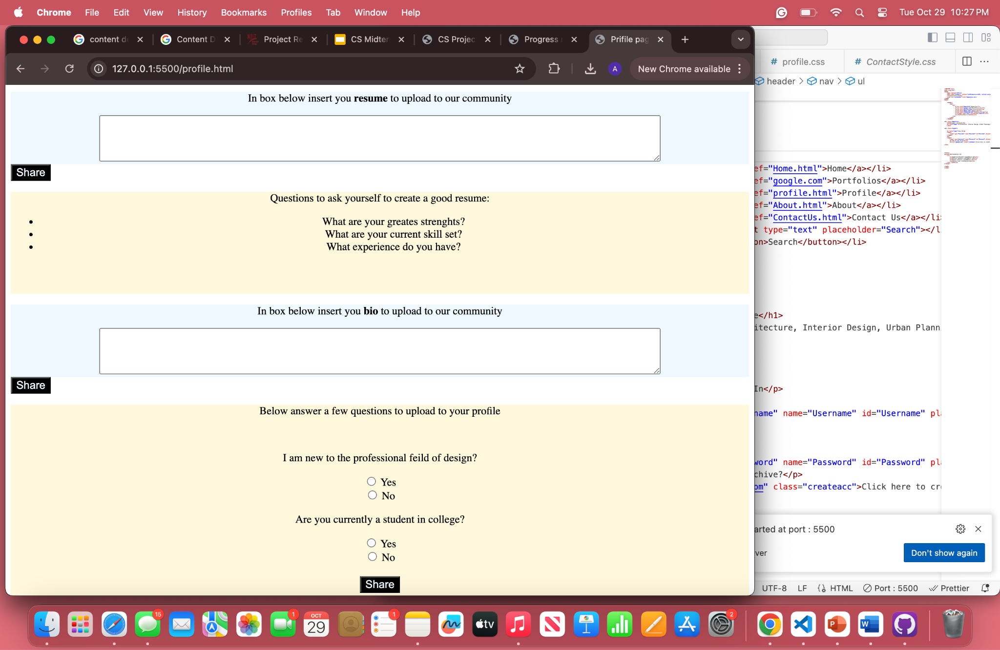 Chrome File Edit View History Bookmarks Profiles Tab Window Help Tue Oct 29 10:27 PM
content d Content D Project Re CS Midter CS Projec Progress Prifile pag
127.0.0.1:5500/profile.html New Chrome available
A
In box below insert you resume to upload to our community
Share
Questions to ask yourself to create a good resume:
What are your greates strenghts?
What are your current skill set?
What experience do you have?
In box below insert you bio to upload to our community
Share
Below answer a few questions to upload to your profile
I am new to the professional feild of design?
Yes
No
Are you currently a student in college?
Yes
No
Share
# profile.css # ContactStyle.css
header > nav > ul
ef="Home.html">Home</a></li>
ef="google.com">Portfolios</a></li>
ef="profile.html">Profile</a></li>
ef="About.html">About</a></li>
ef="ContactUs.html">Contact Us</a></li
t type="text" placeholder="Search"></l
on>Search</button></li>
e</h1>
itecture, Interior Design, Urban Plann
In</p>
name" name="Username" id="Username" pl
word" name="Password" id="Password" pl
chive?</p>
om" class="createacc">Click here to cr
arted at port : 5500
ver
Don't show again
UTF-8 LF HTML Port : 5500 Prettier
15
1
OCT
29
1
tv
2
P
W